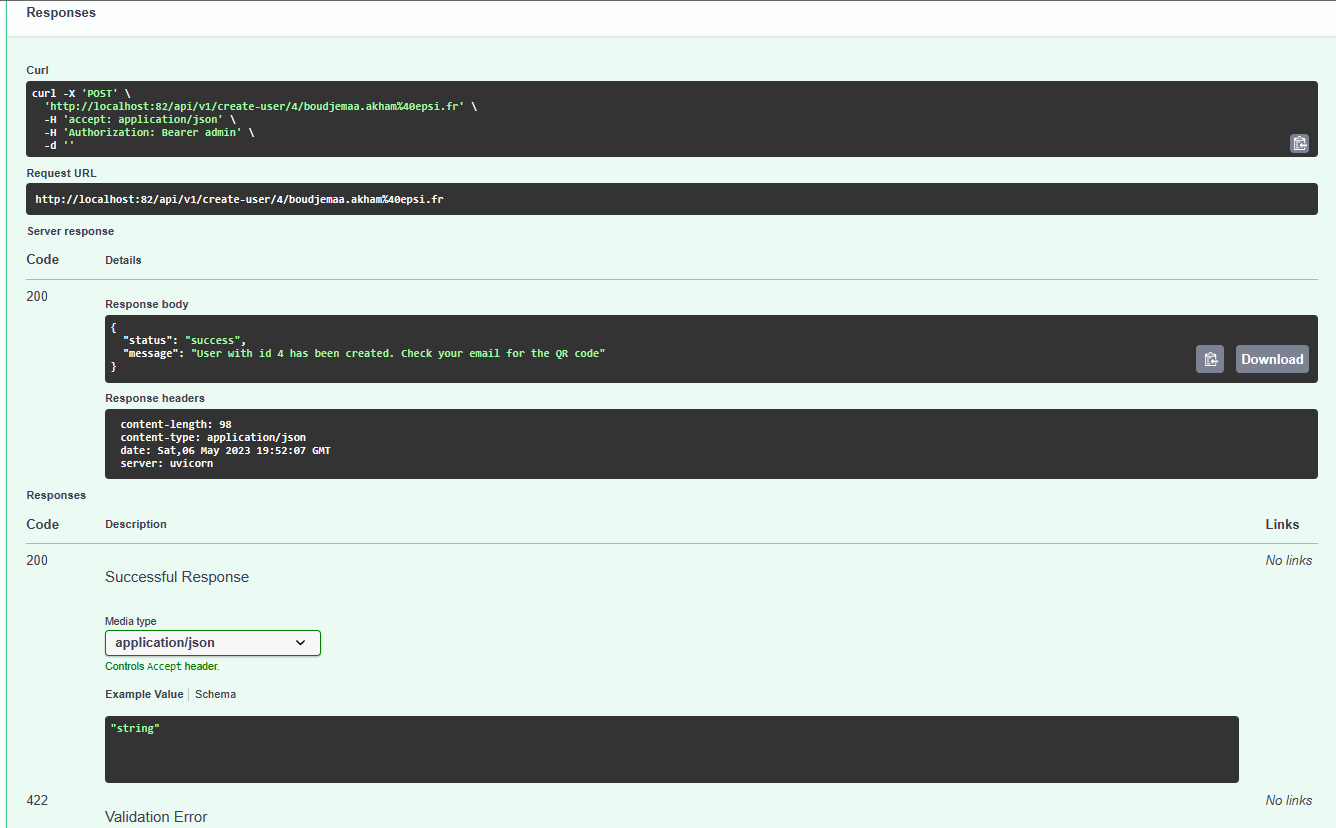 Responses
Curl
curl -X 'POST' \
  'http://localhost:82/api/v1/create-user/4/boudjemaa.akham%40epsi.fr' \
  -H 'accept: application/json' \
  -H 'Authorization: Bearer admin' \
  -d ''
Request URL
http://localhost:82/api/v1/create-user/4/boudjemaa.akham%40epsi.fr
Server response
Code Details
200
Response body
{
  "status": "success",
  "message": "User with id 4 has been created. Check your email for the QR code"
}
Download
Response headers
content-length: 98
content-type: application/json
date: Sat,06 May 2023 19:52:07 GMT
server: uvicorn
Responses
Code Description Links
200 No links
Successful Response
Media type
application/json
Controls Accept header.
Example Value Schema
"string"
422 No links
Validation Error